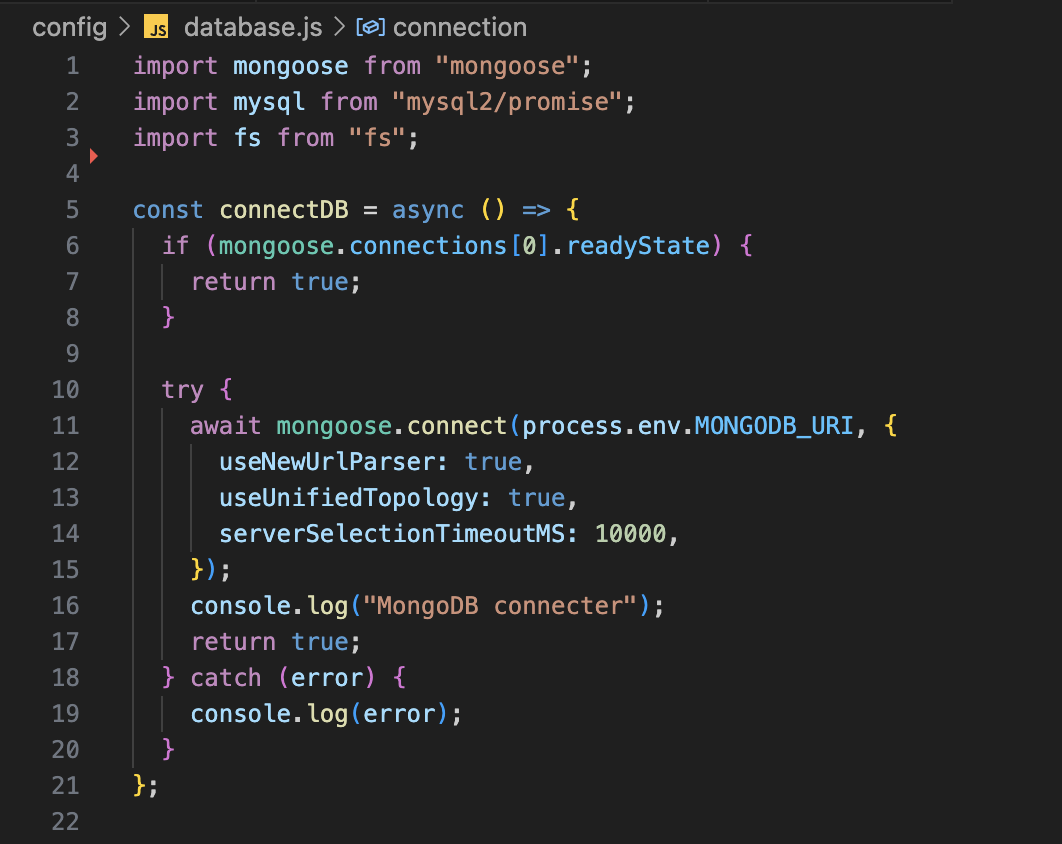 config > JS database.js > connection
1 import mongoose from "mongoose";
2 import mysql from "mysql2/promise";
3 import fs from "fs";
4
5 const connectDB = async () => {
6   if (mongoose.connections[0].readyState) {
7     return true;
8   }
9
10   try {
11     await mongoose.connect(process.env.MONGODB_URI, {
12       useNewUrlParser: true,
13       useUnifiedTopology: true,
14       serverSelectionTimeoutMS: 10000,
15     });
16     console.log("MongoDB connecter");
17     return true;
18   } catch (error) {
19     console.log(error);
20   }
21 };
22